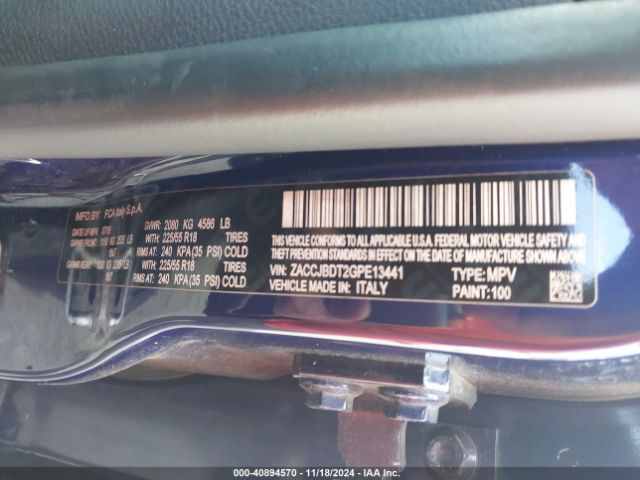 MFD BY FCA Italy S.p.A.
GVWR: 2080 KG 4586 LB
WITH: 225/55 R18 TIRES
RIMS AT: 240 KPA(35 PSI) COLD
WITH: 225/55 R18 TIRES
RIMS AT: 240 KPA(35 PSI) COLD
THIS VEHICLE CONFORMS TO ALL APPLICABLE U.S.A. FEDERAL MOTOR VEHICLE SAFETY, BUMPER, AND
THEFT PREVENTION STANDARDS IN EFFECT ON THE DATE OF MANUFACTURE SHOWN ABOVE
VIN: ZACCJBDT2GPE13441 TYPE: MPV
VEHICLE MADE IN: ITALY PAINT: 100
000-40894570 - 11/18/2024 - IAA Inc.